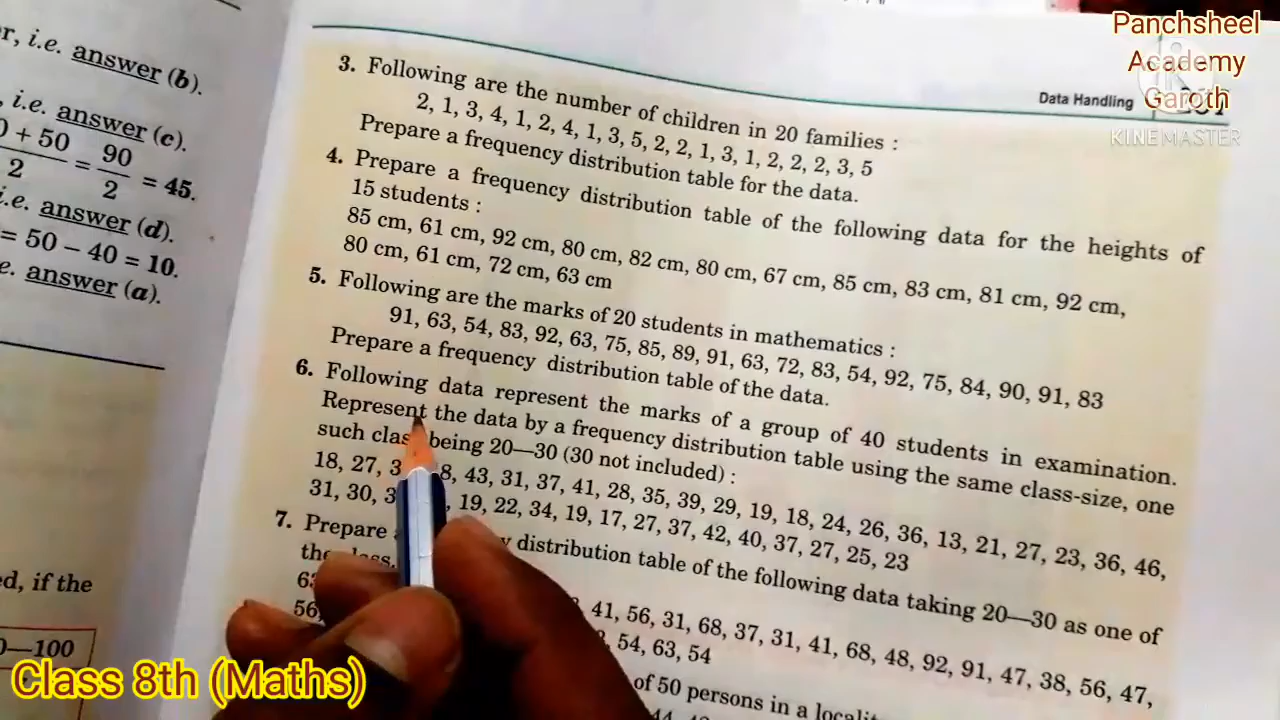 Panchsheel
Academy
Garoth
KINEMASTER
Data Handling
r, i.e. answer (b).
, i.e. answer (c).
0 + 50
2
= 90
2
= 45.
i.e. answer (d).
= 50 – 40 = 10.
e. answer (a).
ed, if the
0—100
3. Following are the number of children in 20 families :
2, 1, 3, 4, 1, 2, 4, 1, 3, 5, 2, 2, 1, 3, 1, 2, 2, 2, 3, 5
Prepare a frequency distribution table for the data.
4. Prepare a frequency distribution table of the following data for the heights of
15 students :
85 cm, 61 cm, 92 cm, 80 cm, 82 cm, 80 cm, 67 cm, 85 cm, 83 cm, 81 cm, 92 cm,
80 cm, 61 cm, 72 cm, 63 cm
5. Following are the marks of 20 students in mathematics :
91, 63, 54, 83, 92, 63, 75, 85, 89, 91, 63, 72, 83, 54, 92, 75, 84, 90, 91, 83
Prepare a frequency distribution table of the data.
6. Following data represent the marks of a group of 40 students in examination.
Represent the data by a frequency distribution table using the same class-size, one
such class being 20—30 (30 not included) :
18, 27, 3 8, 43, 31, 37, 41, 28, 35, 39, 29, 19, 18, 24, 26, 36, 13, 21, 27, 23, 36, 46,
31, 30, 3 , 19, 22, 34, 19, 17, 27, 37, 42, 40, 37, 27, 25, 23
7. Prepare y distribution table of the following data taking 20—30 as one of
the class.
63 , 41, 56, 31, 68, 37, 31, 41, 68, 48, 92, 91, 47, 38, 56, 47,
56, , 54, 63, 54
of 50 persons in a localit
Class 8th (Maths)